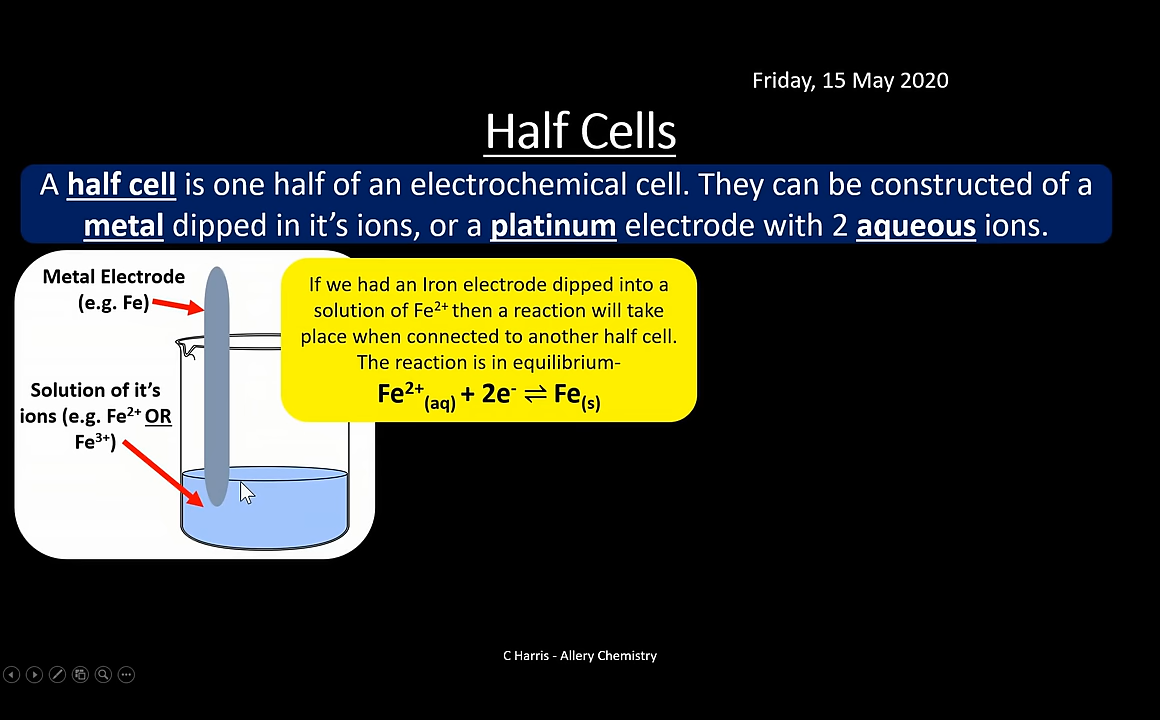 Friday, 15 May 2020
Half Cells
A half cell is one half of an electrochemical cell. They can be constructed of a
metal dipped in it’s ions, or a platinum electrode with 2 aqueous ions.
Metal Electrode
(e.g. Fe)
Solution of it’s
ions (e.g. Fe²⁺ OR
Fe³⁺)
If we had an Iron electrode dipped into a
solution of Fe²⁺ then a reaction will take
place when connected to another half cell.
The reaction is in equilibrium-
Fe²⁺(aq) + 2e⁻ ⇌ Fe(s)
C Harris - Allery Chemistry